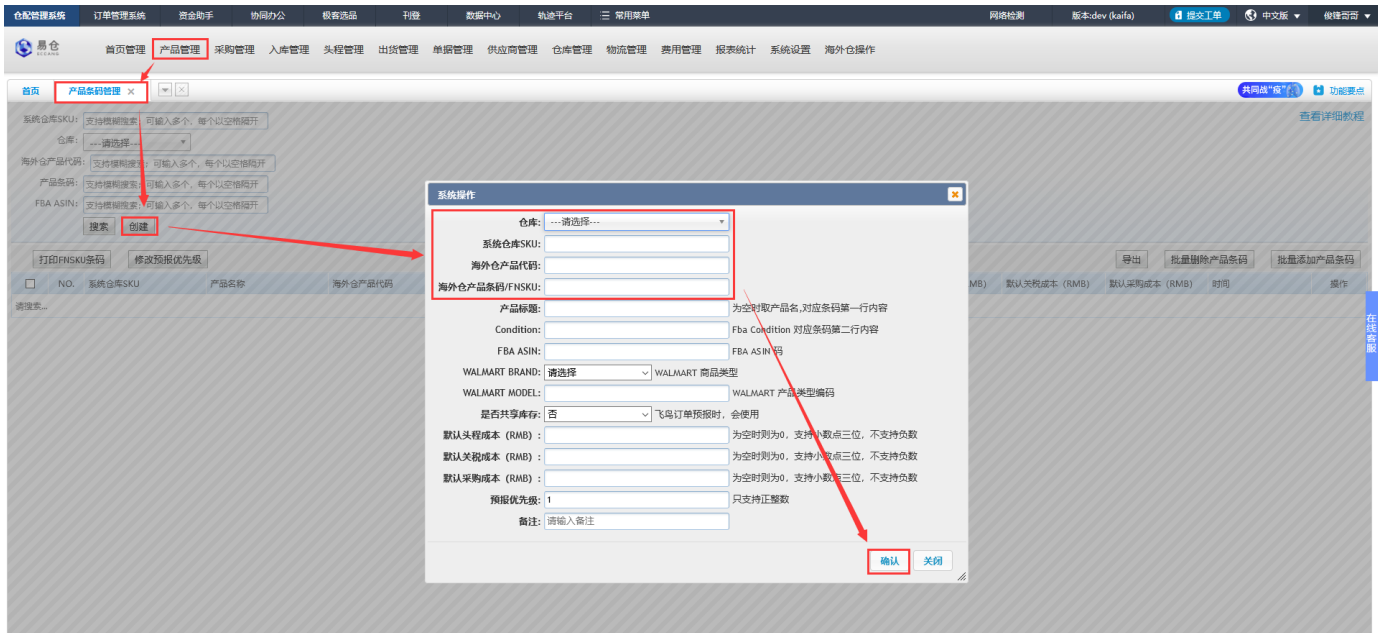 仓配管理系统 订单管理系统 资金助手 协同办公 极客选品 刊登 数据中心 轨迹平台 三 常用菜单 网络检测 版本:dev (kaifa) 提交工单 中文版 ▼ 俊锋哥哥 ▼
易仓 首页管理 产品管理 采购管理 入库管理 头程管理 出货管理 单据管理 供应商管理 仓库管理 物流管理 费用管理 报表统计 系统设置 海外仓操作
ECCANG
首页 产品条码管理 × 共同战"疫" 功能要点
系统仓库SKU: 支持模糊搜索; 可输入多个, 每个以空格隔开 查看详细教程
仓库: ---请选择---
海外仓产品代码: 支持模糊搜索; 可输入多个, 每个以空格隔开
产品条码: 支持模糊搜索; 可输入多个, 每个以空格隔开
FBA ASIN: 支持模糊搜索; 可输入多个, 每个以空格隔开
搜索 创建
打印FNSKU条码 修改预报优先级 导出 批量删除产品条码 批量添加产品条码
NO. 系统仓库SKU 产品名称 海外仓产品代码 MB) 默认关税成本 (RMB) 默认采购成本 (RMB) 时间 操作
请搜索...
系统操作
仓库: ---请选择---
系统仓库SKU:
海外仓产品代码:
海外仓产品条码/FNSKU:
产品标题: 为空时取产品名,对应条码第一行内容
Condition: Fba Condition 对应条码第二行内容
FBA ASIN: FBA ASIN 码
WALMART BRAND: 请选择 WALMART 商品类型
WALMART MODEL: WALMART 产品类型编码
是否共享库存: 否 飞鸟订单预报时, 会使用
默认头程成本 (RMB) : 为空时则为0, 支持小数点三位, 不支持负数
默认关税成本 (RMB) : 为空时则为0, 支持小数点三位, 不支持负数
默认采购成本 (RMB) : 为空时则为0, 支持小数点三位, 不支持负数
预报优先级: 1 只支持正整数
备注: 请输入备注
确认 关闭
在线客服